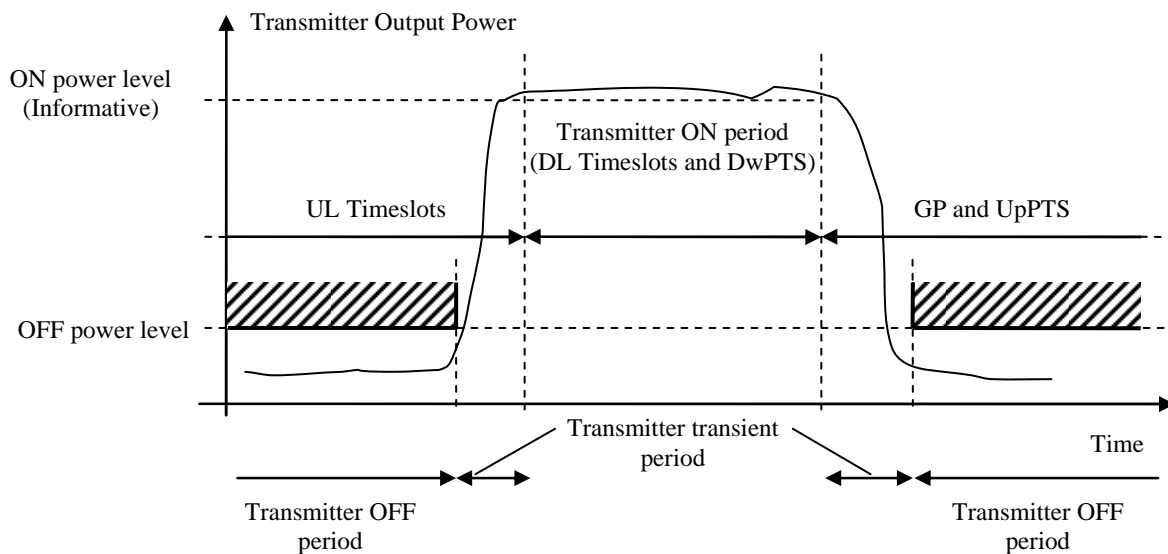 Transmitter Output Power
ON power level
(Informative)
Transmitter ON period
(DL Timeslots and DwPTS)
UL Timeslots
GP and UpPTS
OFF power level
Transmitter transient
period
Time
Transmitter OFF
period
Transmitter OFF
period